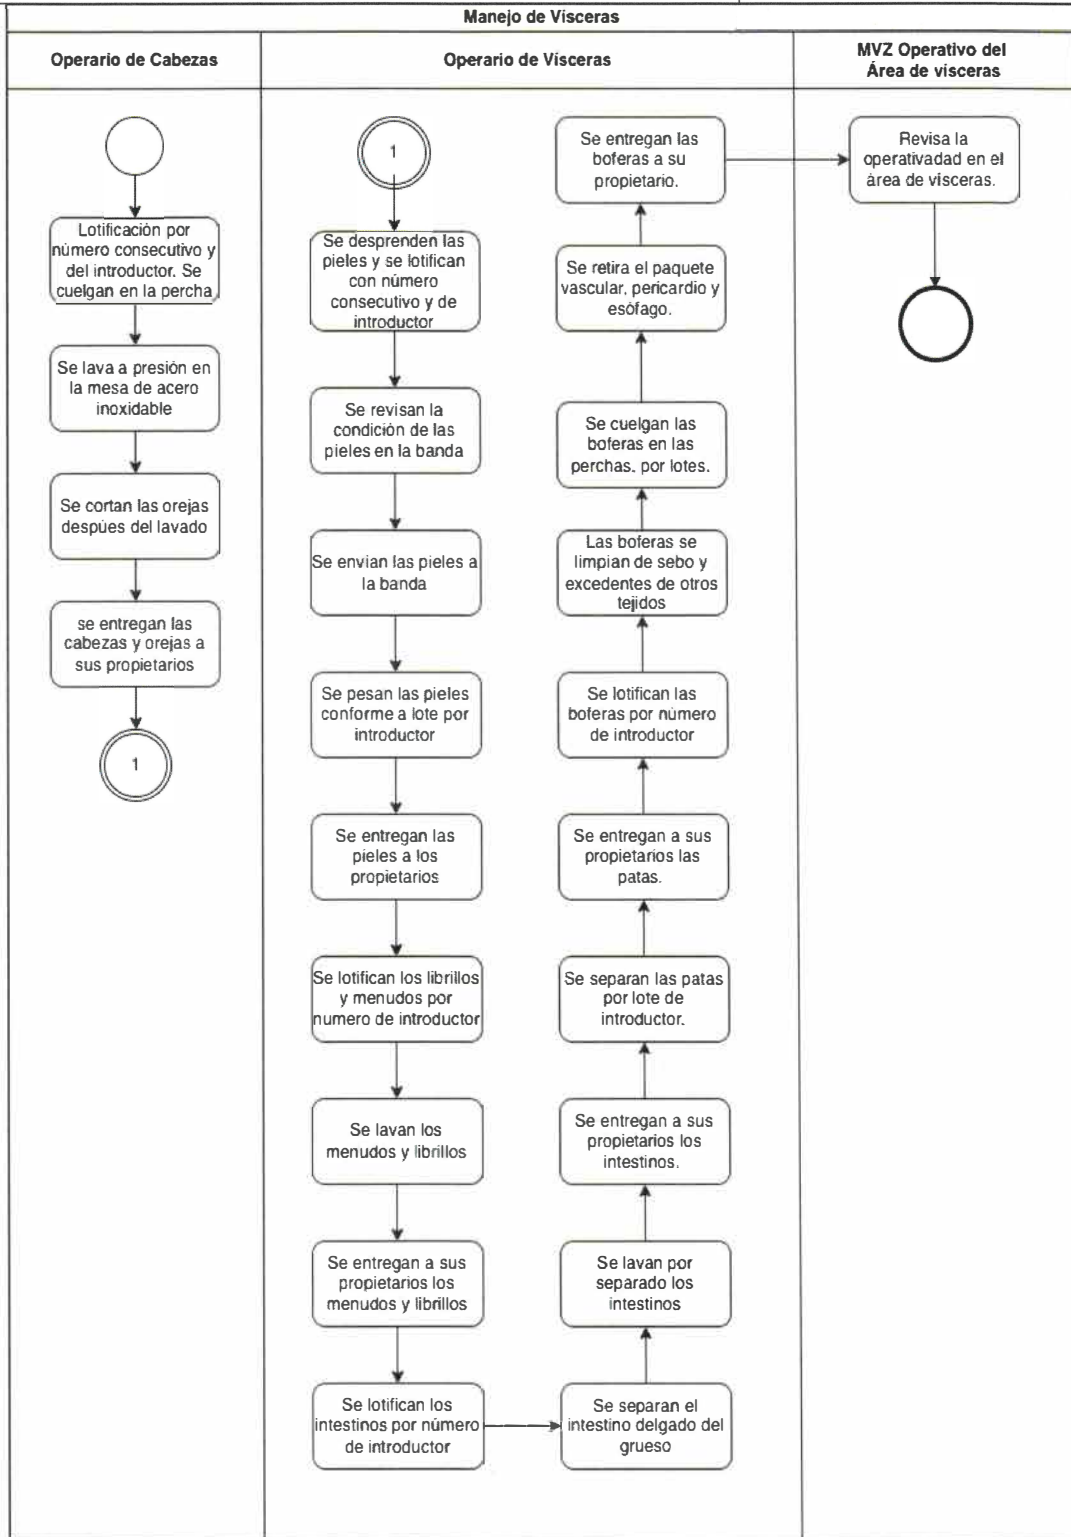 Manejo de Vísceras
Operario de Cabezas
Operario de Vísceras
MVZ Operativo del
Área de vísceras
Lotificación por
número consecutivo y
del introductor. Se
cuelgan en la percha
Se lava a presión en
la mesa de acero
inoxidable
Se cortan las orejas
despúes del lavado
se entregan las
cabezas y orejas a
sus propietarios
1
1
Se desprenden las
pieles y se lotifican
con número
consecutivo y de
introductor
Se revisan la
condición de las
pieles en la banda
Se envian las pieles a
la banda
Se pesan las pieles
conforme a lote por
introductor
Se entregan las
pieles a los
propietarios
Se lotifican los librillos
y menudos por
numero de introductor
Se lavan los
menudos y librillos
Se entregan a sus
propietarios los
menudos y librillos
Se lotifican los
intestinos por número
de introductor
Se separan el
intestino delgado del
grueso
Se lavan por
separado los
intestinos
Se entregan a sus
propietarios los
intestinos.
Se separan las patas
por lote de
introductor.
Se entregan a sus
propietarios las
patas.
Se lotifican las
boferas por número
de introductor
Las boferas se
limpian de sebo y
excedentes de otros
tejidos
Se cuelgan las
boferas en las
perchas. por lotes.
Se retira el paquete
vascular, pericardio y
esófago.
Se entregan las
boferas a su
propietario.
Revisa la
operativadad en el
área de vísceras.